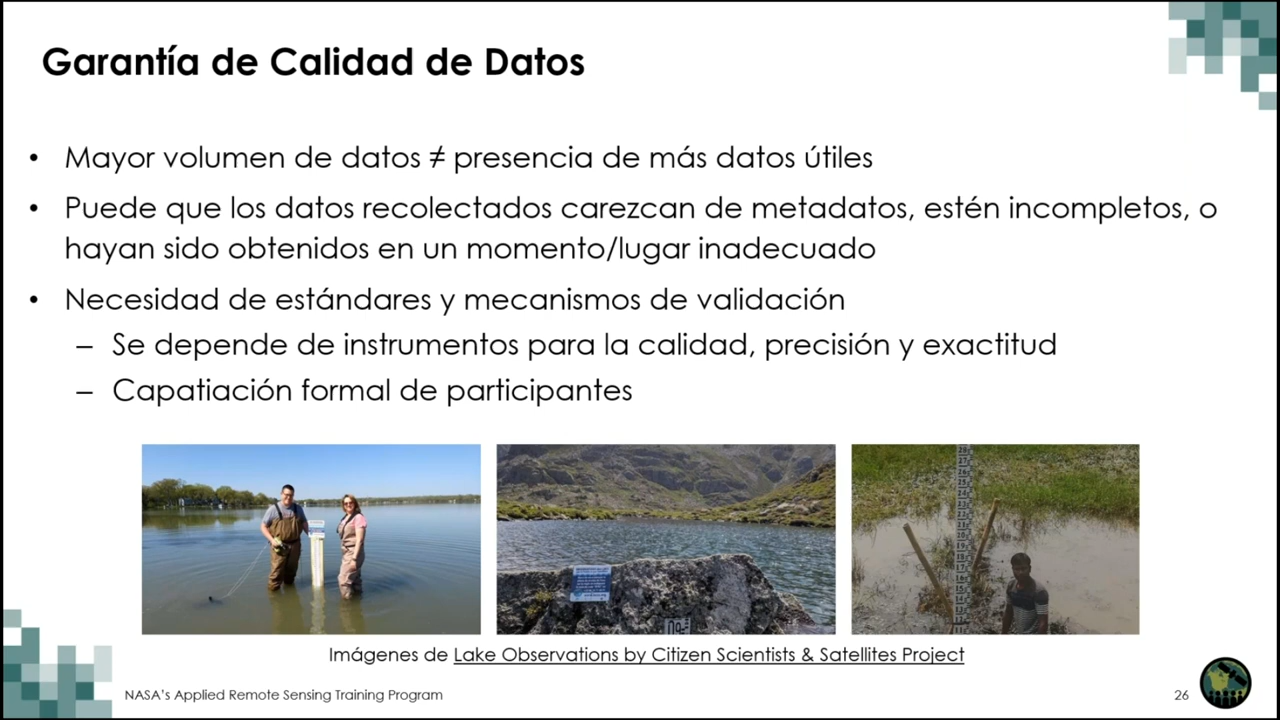 Garantía de Calidad de Datos
• Mayor volumen de datos ≠ presencia de más datos útiles
• Puede que los datos recolectados carezcan de metadatos, estén incompletos, o
hayan sido obtenidos en un momento/lugar inadecuado
• Necesidad de estándares y mecanismos de validación
– Se depende de instrumentos para la calidad, precisión y exactitud
– Capatiación formal de participantes
Imágenes de Lake Observations by Citizen Scientists & Satellites Project
NASA's Applied Remote Sensing Training Program
26